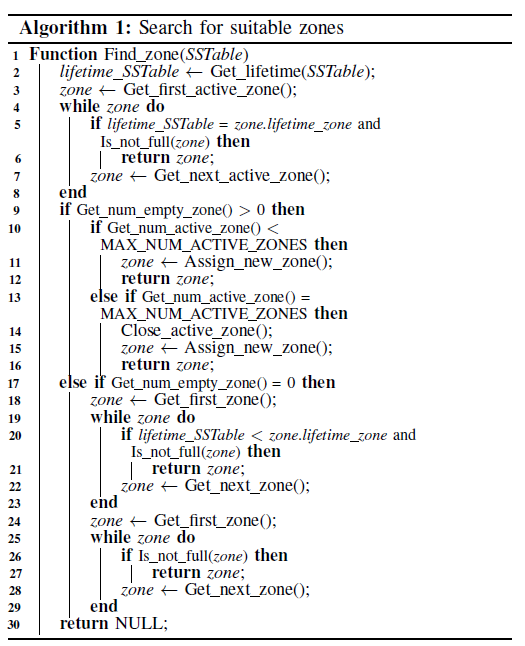 Algorithm 1: Search for suitable zones
1 Function Find_zone(SSTable)
2 lifetime_SSTable ← Get_lifetime(SSTable);
3 zone ← Get_first_active_zone();
4 while zone do
5 if lifetime_SSTable = zone.lifetime_zone and
Is_not_full(zone) then
6 return zone;
7 zone ← Get_next_active_zone();
8 end
9 if Get_num_empty_zone() > 0 then
10 if Get_num_active_zone() <
MAX_NUM_ACTIVE_ZONES then
11 zone ← Assign_new_zone();
12 return zone;
13 else if Get_num_active_zone() =
MAX_NUM_ACTIVE_ZONES then
14 Close_active_zone();
15 zone ← Assign_new_zone();
16 return zone;
17 else if Get_num_empty_zone() = 0 then
18 zone ← Get_first_zone();
19 while zone do
20 if lifetime_SSTable < zone.lifetime_zone and
Is_not_full(zone) then
21 return zone;
22 zone ← Get_next_zone();
23 end
24 zone ← Get_first_zone();
25 while zone do
26 if Is_not_full(zone) then
27 return zone;
28 zone ← Get_next_zone();
29 end
30 return NULL;